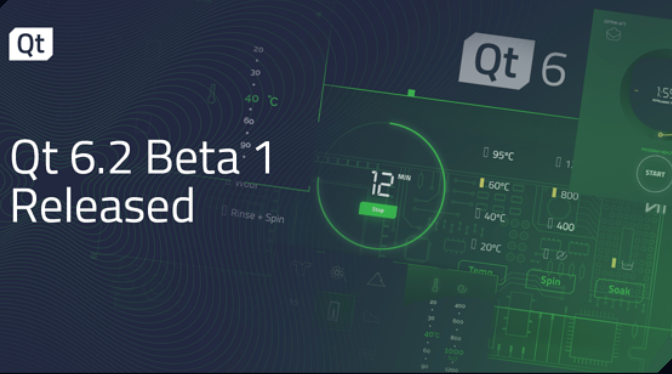 Qt
Qt 6
Qt 6.2 Beta 1
Released
20
30
40 °C
60
90
Wool
Rinse + Spin
12 MIN
Stop
95°C
60°C
40°C
20°C
800
400
Temp
Spin
Soak
START